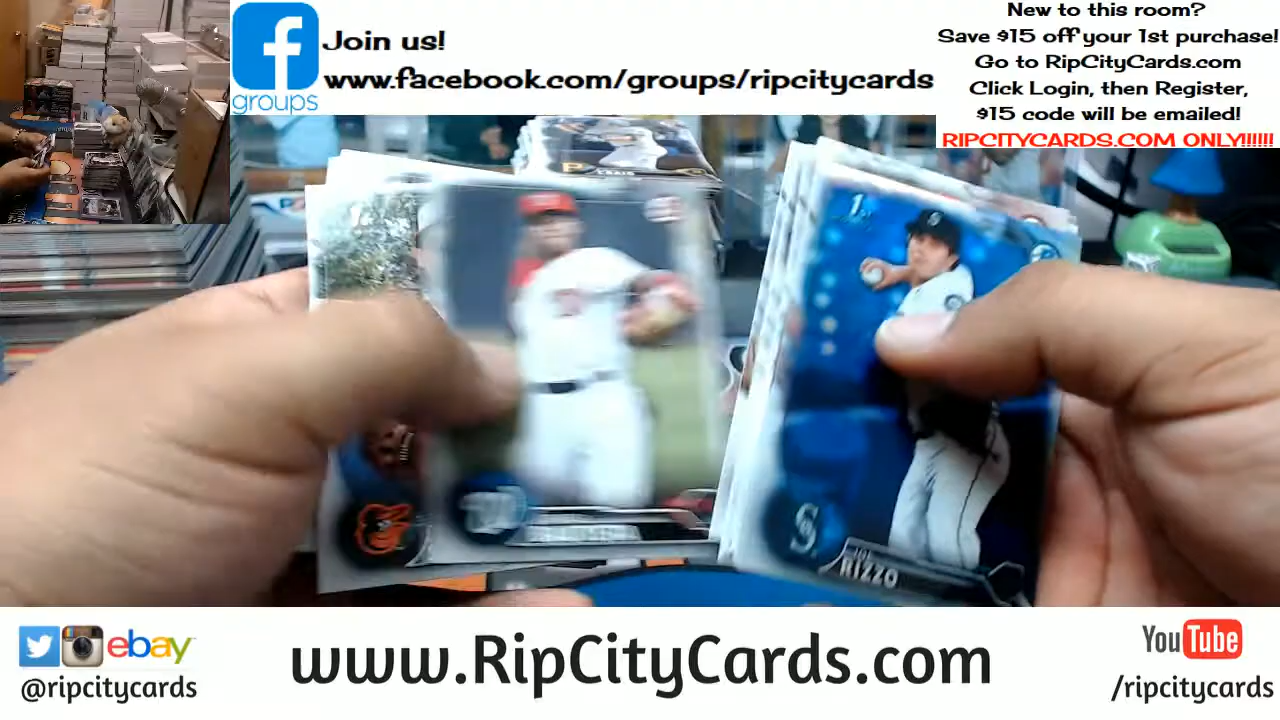 Join us!
www.facebook.com/groups/ripcitycards
groups
New to this room?
Save $15 off your 1st purchase!
Go to RipCityCards.com
Click Login, then Register,
$15 code will be emailed!
RIPCITYCARDS.COM ONLY!!!!!!
1st
RIZZO
ebay
@ripcitycards
www.RipCityCards.com
YouTube
/ripcitycards